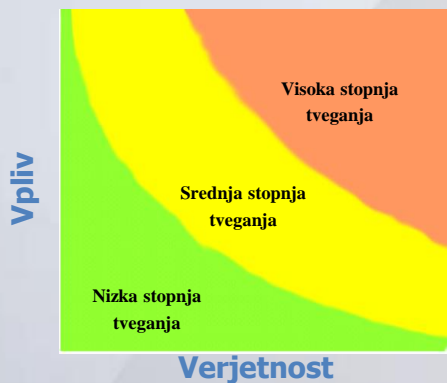 Visoka stopnja
tveganja
Vpliv
Srednja stopnja
tveganja
Nizka stopnja
tveganja
Verjetnost